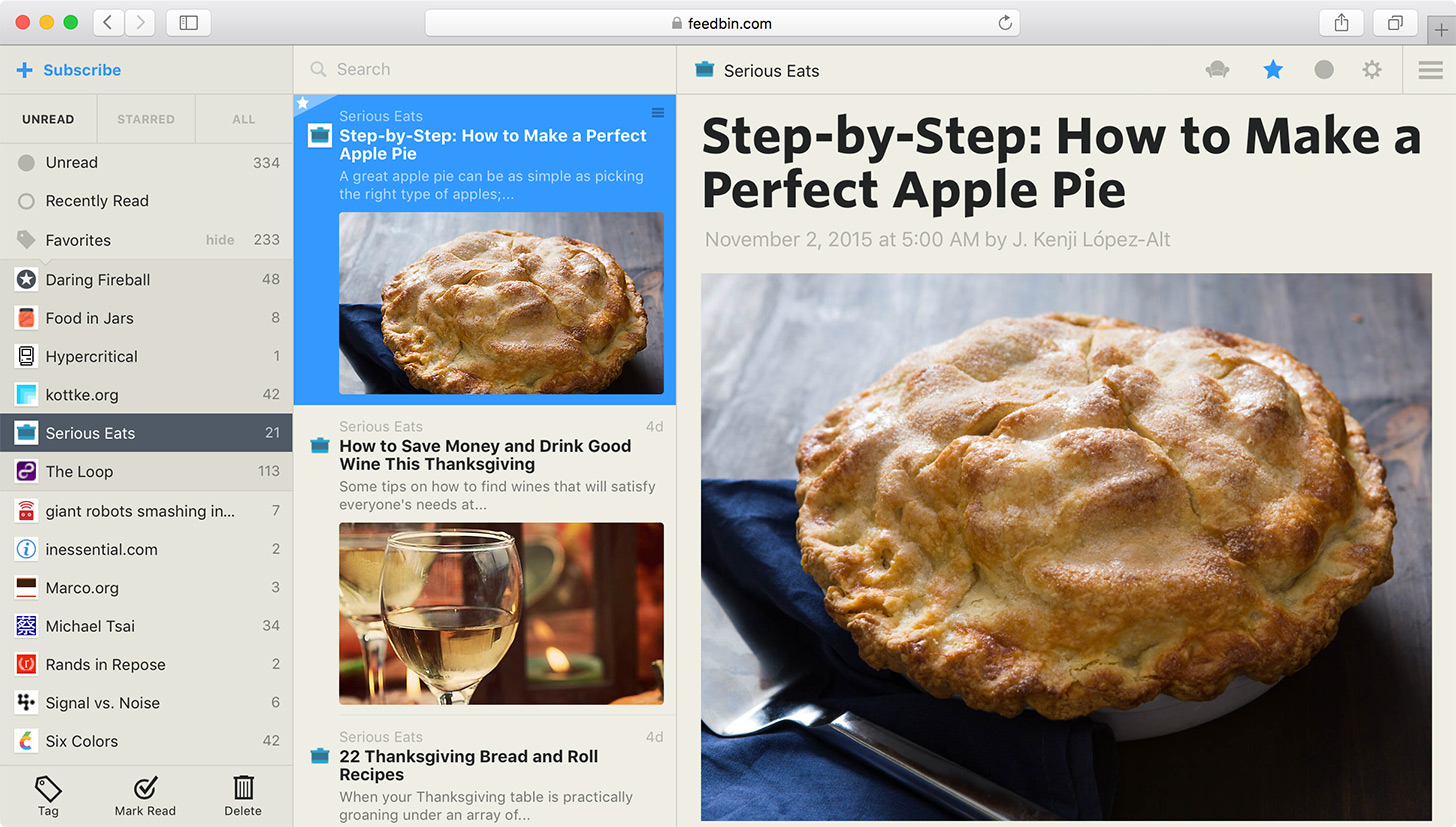 feedbin.com
Subscribe
UNREAD
STARRED
ALL
Unread 334
Recently Read
Favorites hide 233
Daring Fireball 48
Food in Jars 8
Hypercritical 1
kottke.org 42
Serious Eats 21
The Loop 113
giant robots smashing in... 7
inessential.com 2
Marco.org 3
Michael Tsai 34
Rands in Repose 2
Signal vs. Noise 6
Six Colors 42
Tag
Mark Read
Delete
Search
Serious Eats
Step-by-Step: How to Make a Perfect
Apple Pie
A great apple pie can be as simple as picking
the right type of apples;...
Serious Eats 4d
How to Save Money and Drink Good
Wine This Thanksgiving
Some tips on how to find wines that will satisfy
everyone's needs at...
Serious Eats 4d
22 Thanksgiving Bread and Roll
Recipes
When your Thanksgiving table is practically
groaning under an array of...
Serious Eats
Step-by-Step: How to Make a
Perfect Apple Pie
November 2, 2015 at 5:00 AM by J. Kenji López-Alt